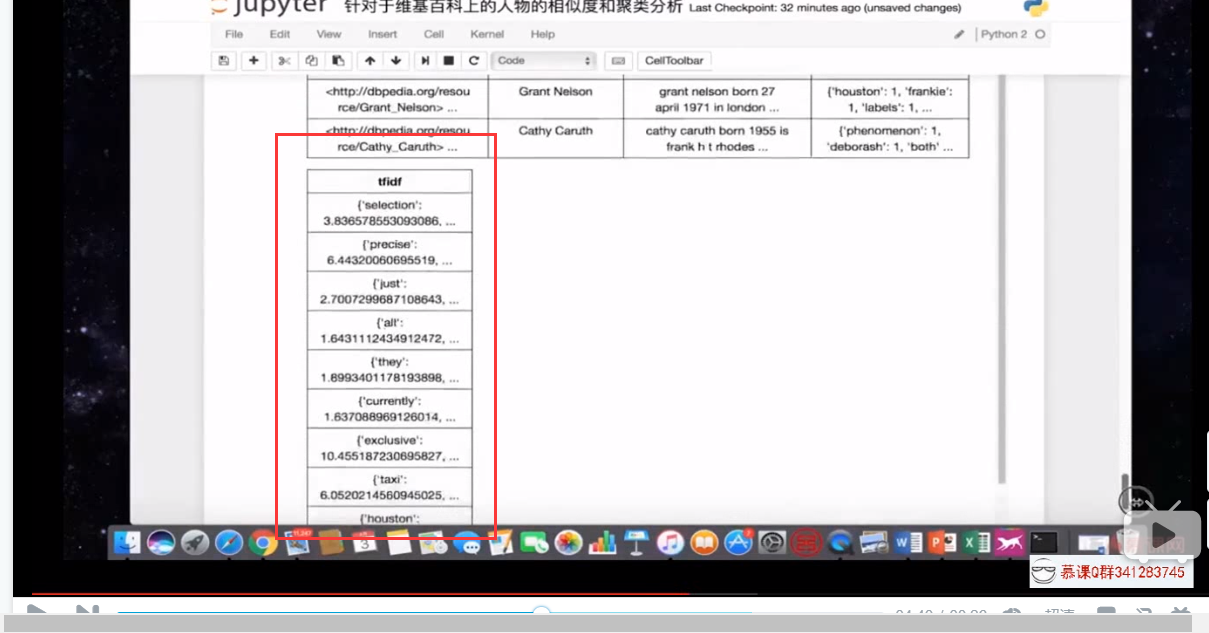 jupyter 针对于维基百科上的人物的相似度和聚类分析 Last Checkpoint: 32 minutes ago (unsaved changes)
File Edit View Insert Cell Kernel Help
Python 2
Code CellToolbar
<http://dbpedia.org/resou
rce/Grant_Nelson> ...
Grant Nelson
grant nelson born 27
april 1971 in london ...
{'houston': 1, 'frankie':
1, 'labels': 1, ...
<http://dbpedia.org/resou
rce/Cathy_Caruth> ...
Cathy Caruth
cathy caruth born 1955 is
frank h t rhodes ...
{'phenomenon': 1,
'deborash': 1, 'both' ...
tfidf
{'selection':
3.836578553093086, ...
{'precise':
6.44320060695519, ...
{'just':
2.7007299687108643, ...
{'all':
1.6431112434912472, ...
{'they':
1.8993401178193898, ...
{'currently':
1.637088969126014, ...
{'exclusive':
10.455187230695827, ...
{'taxi':
6.0520214560945025, ...
{'houston':
3
慕课Q群341283745